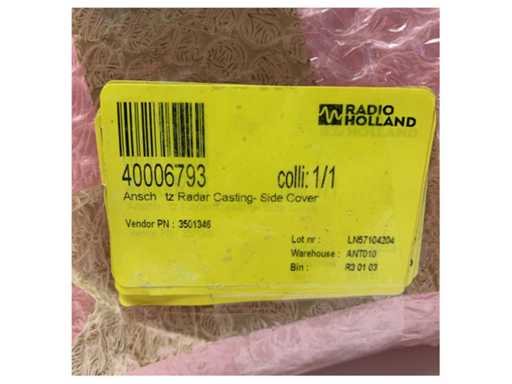 RADIO
HOLLAND
40006793 colli: 1/1
Ansch tz Radar Casting- Side Cover
Vendor PN : 3501346
Lot nr : LN57104204
Warehouse : ANT010
Bin : R3 01 03